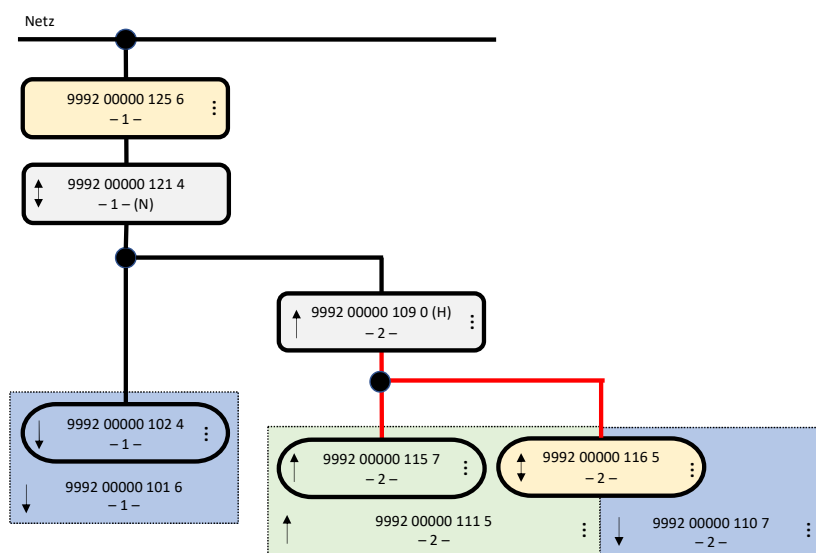 Netz
9992 00000 125 6
– 1 –
9992 00000 121 4
– 1 – (N)
9992 00000 109 0 (H)
– 2 –
9992 00000 102 4
– 1 –
9992 00000 101 6
– 1 –
9992 00000 115 7
– 2 –
9992 00000 116 5
– 2 –
9992 00000 111 5
– 2 –
9992 00000 110 7
– 2 –